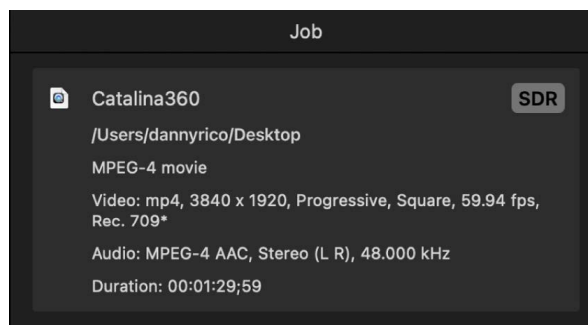 Job
Catalina360
SDR
/Users/dannyrico/Desktop
MPEG-4 movie
Video: mp4, 3840 x 1920, Progressive, Square, 59.94 fps,
Rec. 709*
Audio: MPEG-4 AAC, Stereo (L R), 48.000 kHz
Duration: 00:01:29;59